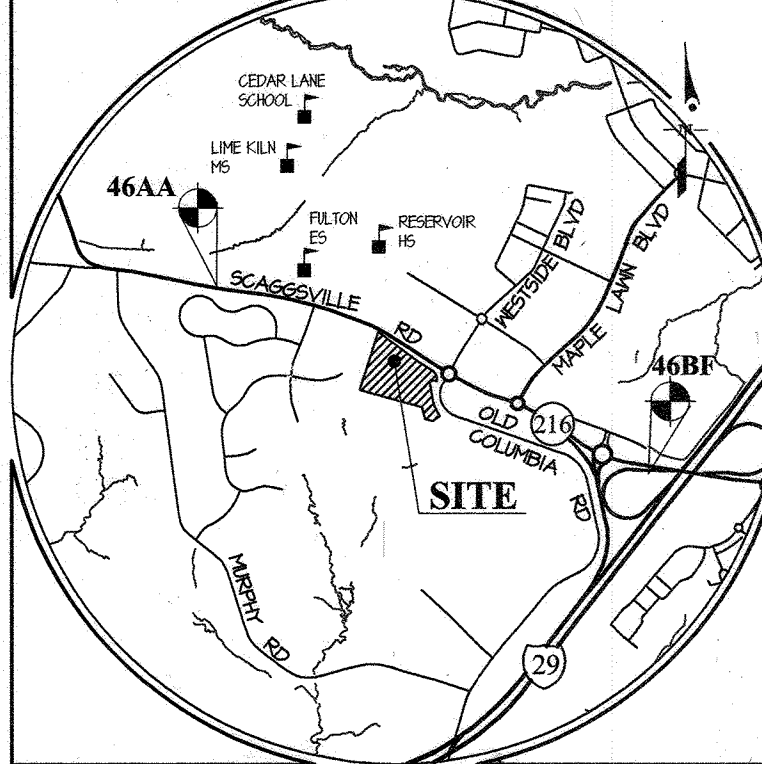 CEDAR LANE
SCHOOL
LIME KILN
MS
46AA
FULTON
ES
RESERVOIR
HS
SCAGGSVILLE
RD
WESTSIDE BLVD
MAPLE LAWN BLVD
46BF
OLD
COLUMBIA
RD
216
SITE
MURPHY
RD
29